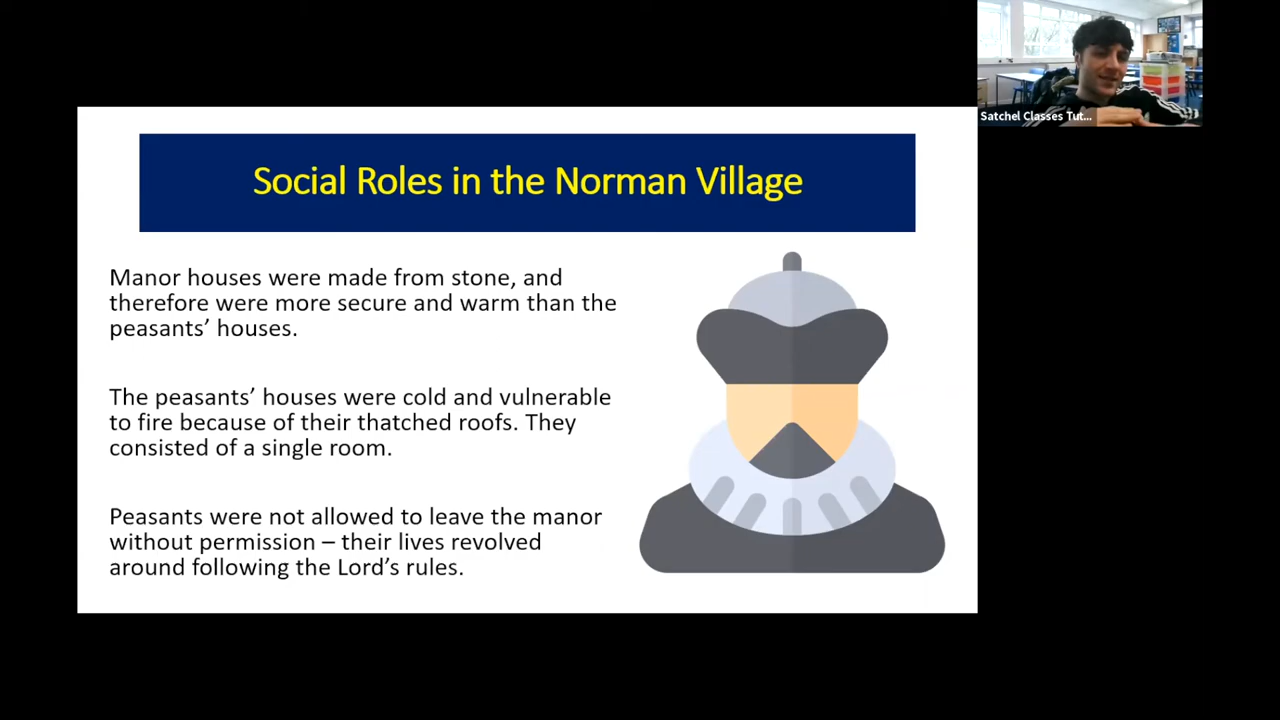 Satchel Classes Tut...
Social Roles in the Norman Village
Manor houses were made from stone, and
therefore were more secure and warm than the
peasants’ houses.
The peasants’ houses were cold and vulnerable
to fire because of their thatched roofs. They
consisted of a single room.
Peasants were not allowed to leave the manor
without permission – their lives revolved
around following the Lord’s rules.